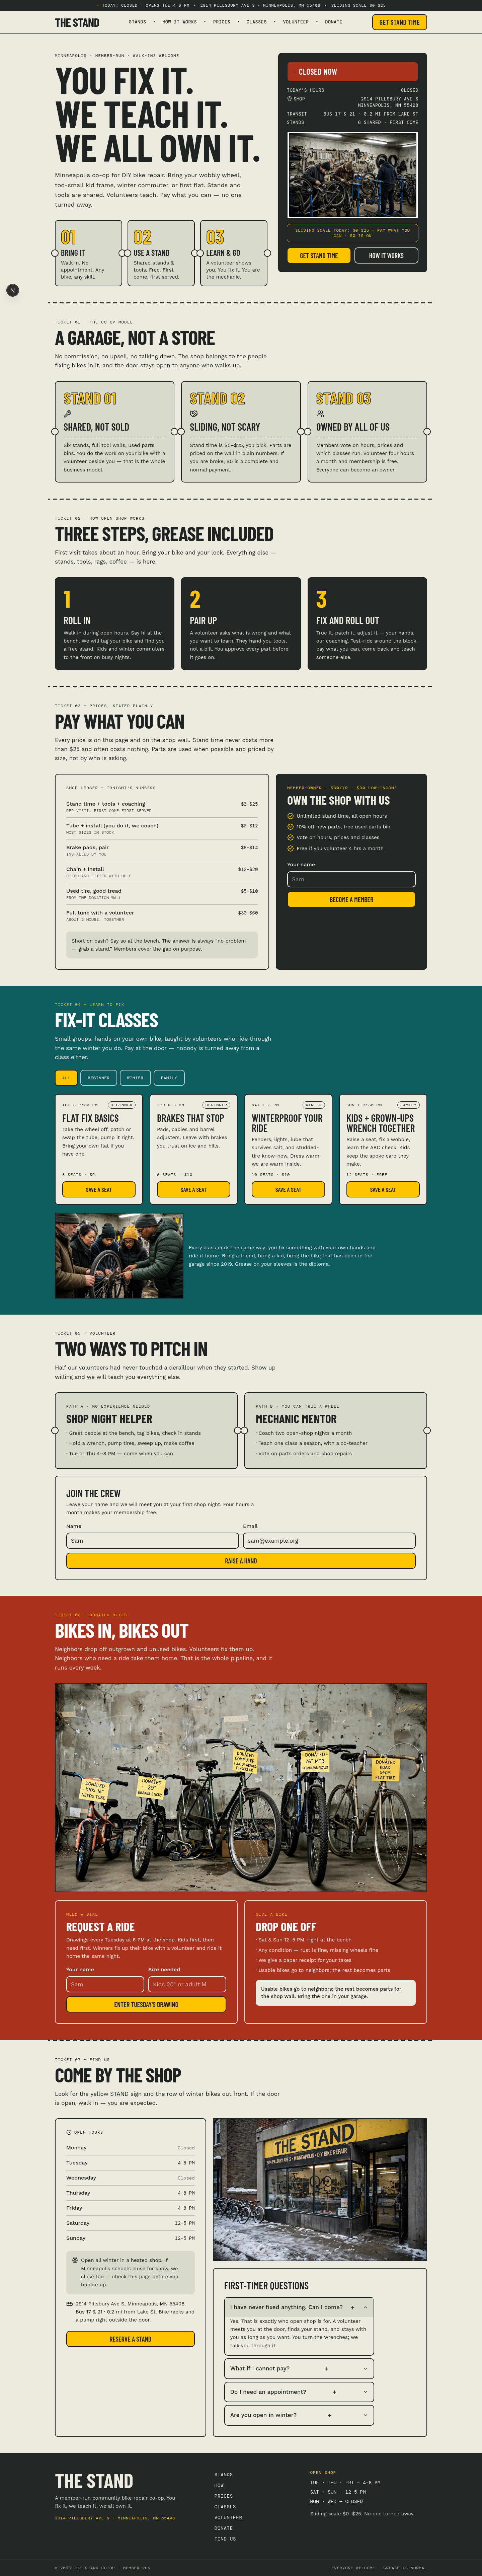 TODAY: CLOSED · OPENS TUE 4–8 PM • 2914 PILLSBURY AVE S · MINNEAPOLIS, MN 55408 • SLIDING SCALE $0–$25
THE STAND
STANDS • HOW IT WORKS • PRICES • CLASSES • VOLUNTEER • DONATE
GET STAND TIME
MINNEAPOLIS · MEMBER-RUN · WALK-INS WELCOME
YOU FIX IT.
WE TEACH IT.
WE ALL OWN IT.
Minneapolis co-op for DIY bike repair. Bring your wobbly wheel,
too-small kid frame, winter commuter, or first flat. Stands and
tools are shared. Volunteers teach. Pay what you can — no one
turned away.
01
BRING IT
Walk in. No
appointment. Any
bike, any skill.
02
USE A STAND
Shared stands &
tools. Free. First
come, first served.
03
LEARN & GO
A volunteer shows
you. You fix it. You are
the mechanic.
CLOSED NOW
TODAY'S HOURS CLOSED
SHOP 2914 PILLSBURY AVE S
MINNEAPOLIS, MN 55408
TRANSIT BUS 17 & 21 · 0.2 MI FROM LAKE ST
STANDS 6 SHARED · FIRST COME
SLIDING SCALE TODAY: $0–$25 · PAY WHAT YOU
CAN · $0 IS OK
GET STAND TIME
HOW IT WORKS
N
TICKET #1 — THE CO-OP MODEL
A GARAGE, NOT A STORE
No commission, no upsell, no talking down. The shop belongs to the people
fixing bikes in it, and the door stays open to anyone who walks up.
STAND 01
SHARED, NOT SOLD
Six stands, full tool walls, used parts
bins. You do the work on your bike with a
volunteer beside you — that is the whole
business model.
STAND 02
SLIDING, NOT SCARY
Stand time is $0–$25, you pick. Parts are
priced on the wall in plain numbers. If
you are broke, $0 is a complete and
normal payment.
STAND 03
OWNED BY ALL OF US
Members vote on hours, prices and
which classes run. Volunteer four hours
a month and membership is free.
Everyone can become an owner.
TICKET #2 — HOW OPEN SHOP WORKS
THREE STEPS, GREASE INCLUDED
First visit takes about an hour. Bring your bike and your lock. Everything else —
stands, tools, rags, coffee — is here.
1
ROLL IN
Walk in during open hours. Say hi at the
bench. We will tag your bike and find you
a free stand. Kids and winter commuters
to the front on busy nights.
2
PAIR UP
A volunteer asks what is wrong and what
you want to learn. They hand you tools,
not a bill. You approve every part before
it goes on.
3
FIX AND ROLL OUT
True it, patch it, adjust it — your hands,
our coaching. Test-ride around the block,
pay what you can, come back and teach
someone else.
TICKET #3 — PRICES, STATED PLAINLY
PAY WHAT YOU CAN
Every price is on this page and on the shop wall. Stand time never costs more
than $25 and often costs nothing. Parts are used when possible and priced by
size, not by who is asking.
SHOP LEDGER — TONIGHT'S NUMBERS
Stand time + tools + coaching $0–$25
PER VISIT, FIRST COME FIRST SERVED
Tube + install (you do it, we coach) $6–$12
MOST SIZES IN STOCK
Brake pads, pair $8–$14
INSTALLED BY YOU
Chain + install $12–$20
SIZED AND FITTED WITH HELP
Used tire, good tread $5–$10
FROM THE DONATION WALL
Full tune with a volunteer $30–$60
ABOUT 2 HOURS, TOGETHER
Short on cash? Say so at the bench. The answer is always "no problem
— grab a stand." Members cover the gap on purpose.
MEMBER-OWNER · $60/YR · $30 LOW-INCOME
OWN THE SHOP WITH US
Unlimited stand time, all open hours
10% off new parts, free used parts bin
Vote on hours, prices and classes
Free if you volunteer 4 hrs a month
Your name
Sam
BECOME A MEMBER
TICKET #4 — LEARN TO FIX
FIX-IT CLASSES
Small groups, hands on your own bike, taught by volunteers who ride through
the same winter you do. Pay at the door — nobody is turned away from a
class either.
ALL
BEGINNER
WINTER
FAMILY
TUE 6–7:30 PM BEGINNER
FLAT FIX BASICS
Take the wheel off, patch or
swap the tube, pump it right.
Bring your own flat if you
have one.
8 SEATS · $5
SAVE A SEAT
THU 6–8 PM BEGINNER
BRAKES THAT STOP
Pads, cables and barrel
adjusters. Leave with brakes
you trust on ice and hills.
6 SEATS · $10
SAVE A SEAT
SAT 1–3 PM WINTER
WINTERPROOF YOUR
RIDE
Fenders, lights, lube that
survives salt, and studded-
tire know-how. Dress warm,
we are warm inside.
10 SEATS · $10
SAVE A SEAT
SUN 1–2:30 PM FAMILY
KIDS + GROWN-UPS
WRENCH TOGETHER
Raise a seat, fix a wobble,
learn the ABC check. Kids
keep the spoke card they
make.
12 SEATS · FREE
SAVE A SEAT
Every class ends the same way: you fix something with your own hands and
ride it home. Bring a friend, bring a kid, bring the bike that has been in the
garage since 2019. Grease on your sleeves is the diploma.
TICKET #5 — VOLUNTEER
TWO WAYS TO PITCH IN
Half our volunteers had never touched a derailleur when they started. Show up
willing and we will teach you everything else.
PATH A · NO EXPERIENCE NEEDED
SHOP NIGHT HELPER
· Greet people at the bench, tag bikes, check in stands
· Hold a wrench, pump tires, sweep up, make coffee
· Tue or Thu 4–8 PM — come when you can
PATH B · YOU CAN TRUE A WHEEL
MECHANIC MENTOR
· Coach two open-shop nights a month
· Teach one class a season, with a co-teacher
· Vote on parts orders and shop repairs
JOIN THE CREW
Leave your name and we will meet you at your first shop night. Four hours a
month makes your membership free.
Name
Sam
Email
sam@example.org
RAISE A HAND
TICKET #6 — DONATED BIKES
BIKES IN, BIKES OUT
Neighbors drop off outgrown and unused bikes. Volunteers fix them up.
Neighbors who need a ride take them home. That is the whole pipeline, and it
runs every week.
DONATED
NEEDS TUBE
DONATED
20"
DONATED
COMMUTER
DONATED ·
26" MTB
DONATED
ROAD
54CM
FLAT TIRE
NEED A BIKE
REQUEST A RIDE
Drawings every Tuesday at 6 PM at the shop. Kids first, then
need first. Winners fix up their bike with a volunteer and ride it
home the same night.
Your name
Sam
Size needed
Kids 20" or adult M
ENTER TUESDAY'S DRAWING
GIVE A BIKE
DROP ONE OFF
· Sat & Sun 12–5 PM, right at the bench
· Any condition — rust is fine, missing wheels fine
· We give a paper receipt for your taxes
· Usable bikes go to neighbors; the rest becomes parts
Usable bikes go to neighbors; the rest becomes parts for
the shop wall. Bring the one in your garage.
TICKET #7 — FIND US
COME BY THE SHOP
Look for the yellow STAND sign and the row of winter bikes out front. If the door
is open, walk in — you are expected.
OPEN HOURS
Monday Closed
Tuesday 4–8 PM
Wednesday Closed
Thursday 4–8 PM
Friday 4–8 PM
Saturday 12–5 PM
Sunday 12–5 PM
Open all winter in a heated shop. If
Minneapolis schools close for snow, we
close too — check this page before you
bundle up.
2914 Pillsbury Ave S, Minneapolis, MN 55408.
Bus 17 & 21 · 0.2 mi from Lake St. Bike racks and
a pump right outside the door.
RESERVE A STAND
THE STAND
MINNEAPOLIS · DIY BIKE REPAIR
FIRST-TIMER QUESTIONS
I have never fixed anything. Can I come? +
Yes. That is exactly who open shop is for. A volunteer
meets you at the door, finds your stand, and stays with
you as long as you want. You turn the wrenches; we
talk you through it.
What if I cannot pay? +
Do I need an appointment? +
Are you open in winter? +
THE STAND
A member-run community bike repair co-op. You
fix it, we teach it, we all own it.
2914 PILLSBURY AVE S · MINNEAPOLIS, MN 55408
STANDS
HOW
PRICES
CLASSES
VOLUNTEER
DONATE
FIND US
OPEN SHOP
TUE · THU · FRI — 4–8 PM
SAT · SUN — 12–5 PM
MON · WED — CLOSED
Sliding scale $0–$25. No one turned away.
© 2026 THE STAND CO-OP · MEMBER-RUN
EVERYONE WELCOME · GREASE IS NORMAL